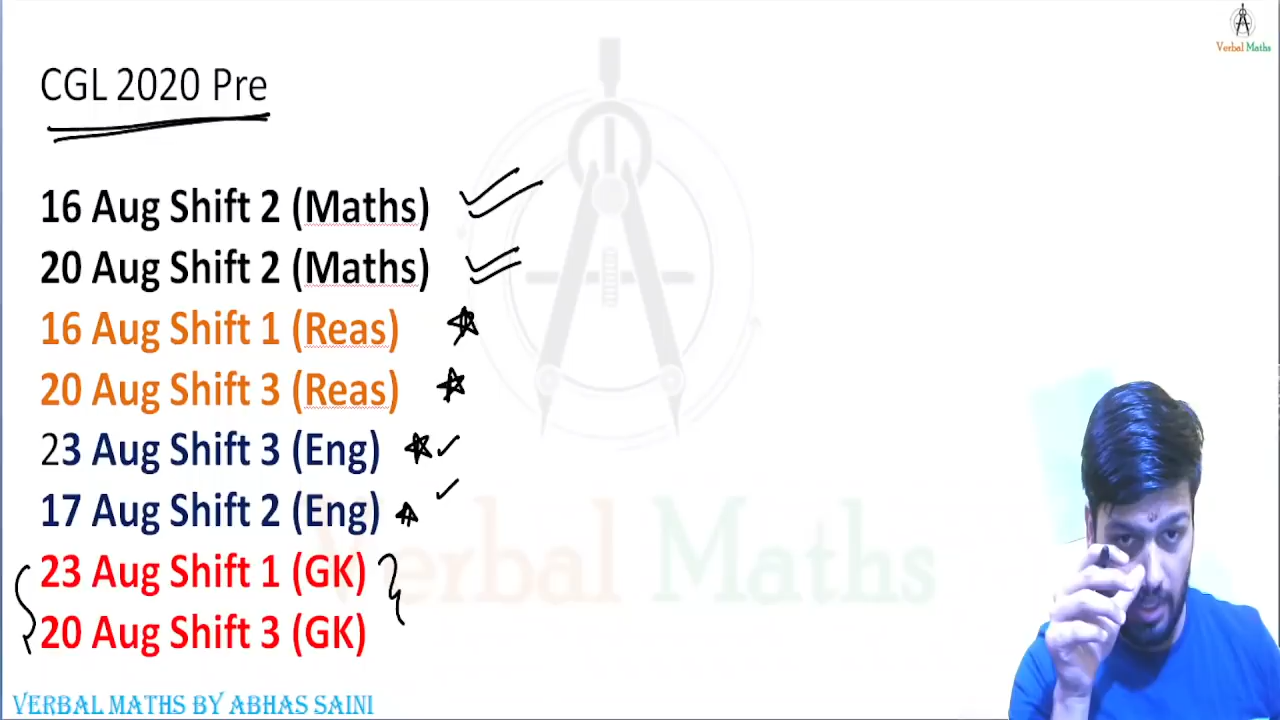 Verbal Maths
CGL 2020 Pre
16 Aug Shift 2 (Maths)
20 Aug Shift 2 (Maths)
16 Aug Shift 1 (Reas)
20 Aug Shift 3 (Reas)
23 Aug Shift 3 (Eng)
17 Aug Shift 2 (Eng)
23 Aug Shift 1 (GK)
20 Aug Shift 3 (GK)
Verbal Maths
VERBAL MATHS BY ABHAS SAINI